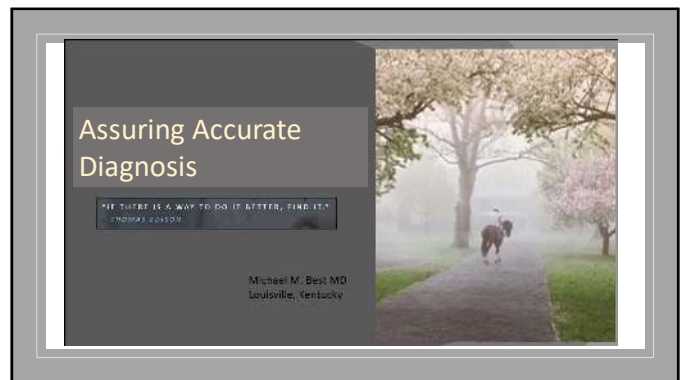 Assuring Accurate
Diagnosis
"IF THERE IS A WAY TO DO IT BETTER, FIND IT."
- THOMAS EDISON
Michael M. Best MD
Louisville, Kentucky